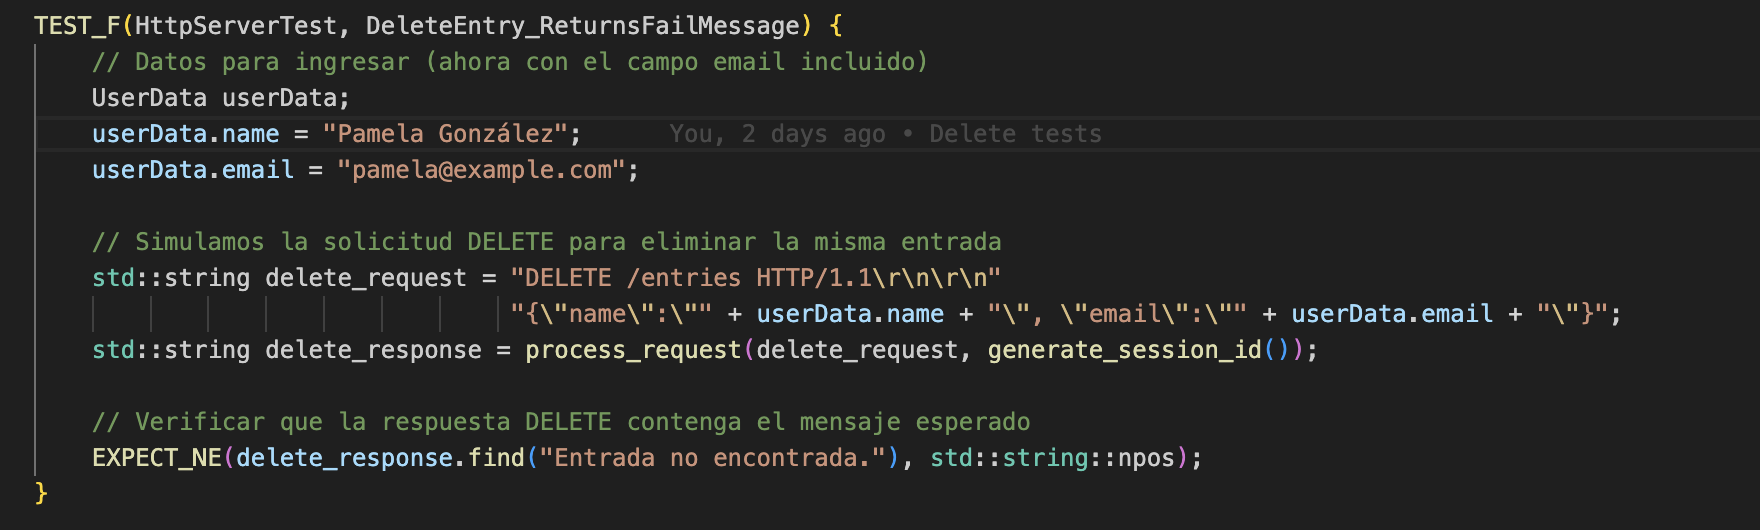 TEST_F(HttpServerTest, DeleteEntry_ReturnsFailMessage) {
// Datos para ingresar (ahora con el campo email incluido)
UserData userData;
userData.name = "Pamela González"; You, 2 days ago • Delete tests
userData.email = "pamela@example.com";
// Simulamos la solicitud DELETE para eliminar la misma entrada
std::string delete_request = "DELETE /entries HTTP/1.1\r\n\r\n"
"{\"name\":\"" + userData.name + "\", \"email\":\"" + userData.email + "\"}";
std::string delete_response = process_request(delete_request, generate_session_id());
// Verificar que la respuesta DELETE contenga el mensaje esperado
EXPECT_NE(delete_response.find("Entrada no encontrada."), std::string::npos);
}